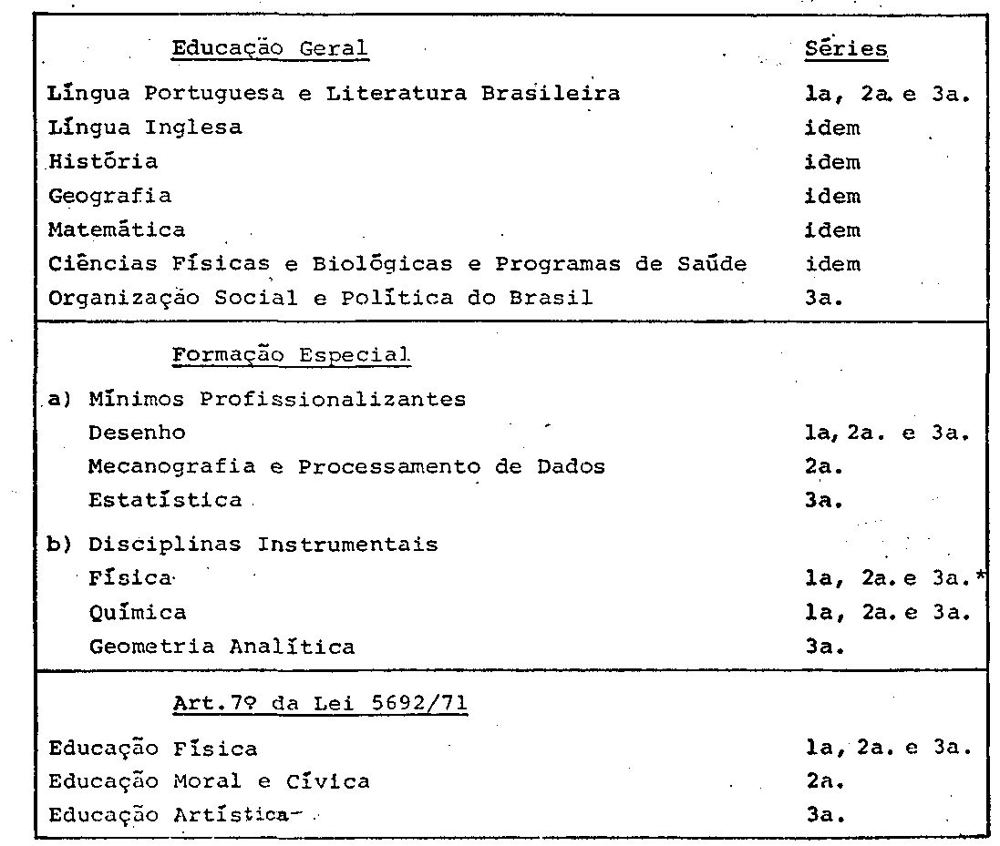 Educação Geral Séries
Língua Portuguesa e Literatura Brasileira 1a, 2a. e 3a.
Língua Inglesa idem
História idem
Geografia idem
Matemática idem
Ciências Físicas e Biológicas e Programas de Saúde idem
Organização Social e Política do Brasil 3a.
Formação Especial
a) Mínimos Profissionalizantes
Desenho 1a, 2a. e 3a.
Mecanografia e Processamento de Dados 2a.
Estatística 3a.
b) Disciplinas Instrumentais
Física 1a, 2a. e 3a.*
Química 1a, 2a. e 3a.
Geometria Analítica 3a.
Art.7º da Lei 5692/71
Educação Física 1a, 2a. e 3a.
Educação Moral e Cívica 2a.
Educação Artística 3a.